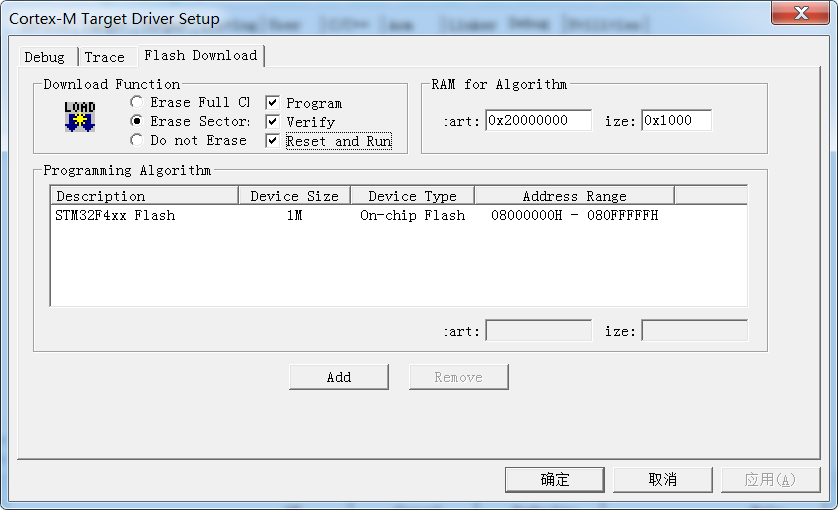 Cortex-M Target Driver Setup
Debug Trace Flash Download
Download Function
LOAD
Erase Full Cl
Program
Erase Sector:
Verify
Do not Erase
Reset and Run
RAM for Algorithm
:art: 0x20000000 ize: 0x1000
Programming Algorithm
Description Device Size Device Type Address Range
STM32F4xx Flash 1M On-chip Flash 08000000H - 080FFFFFH
:art: ize:
Add Remove
确定 取消 应用(A)